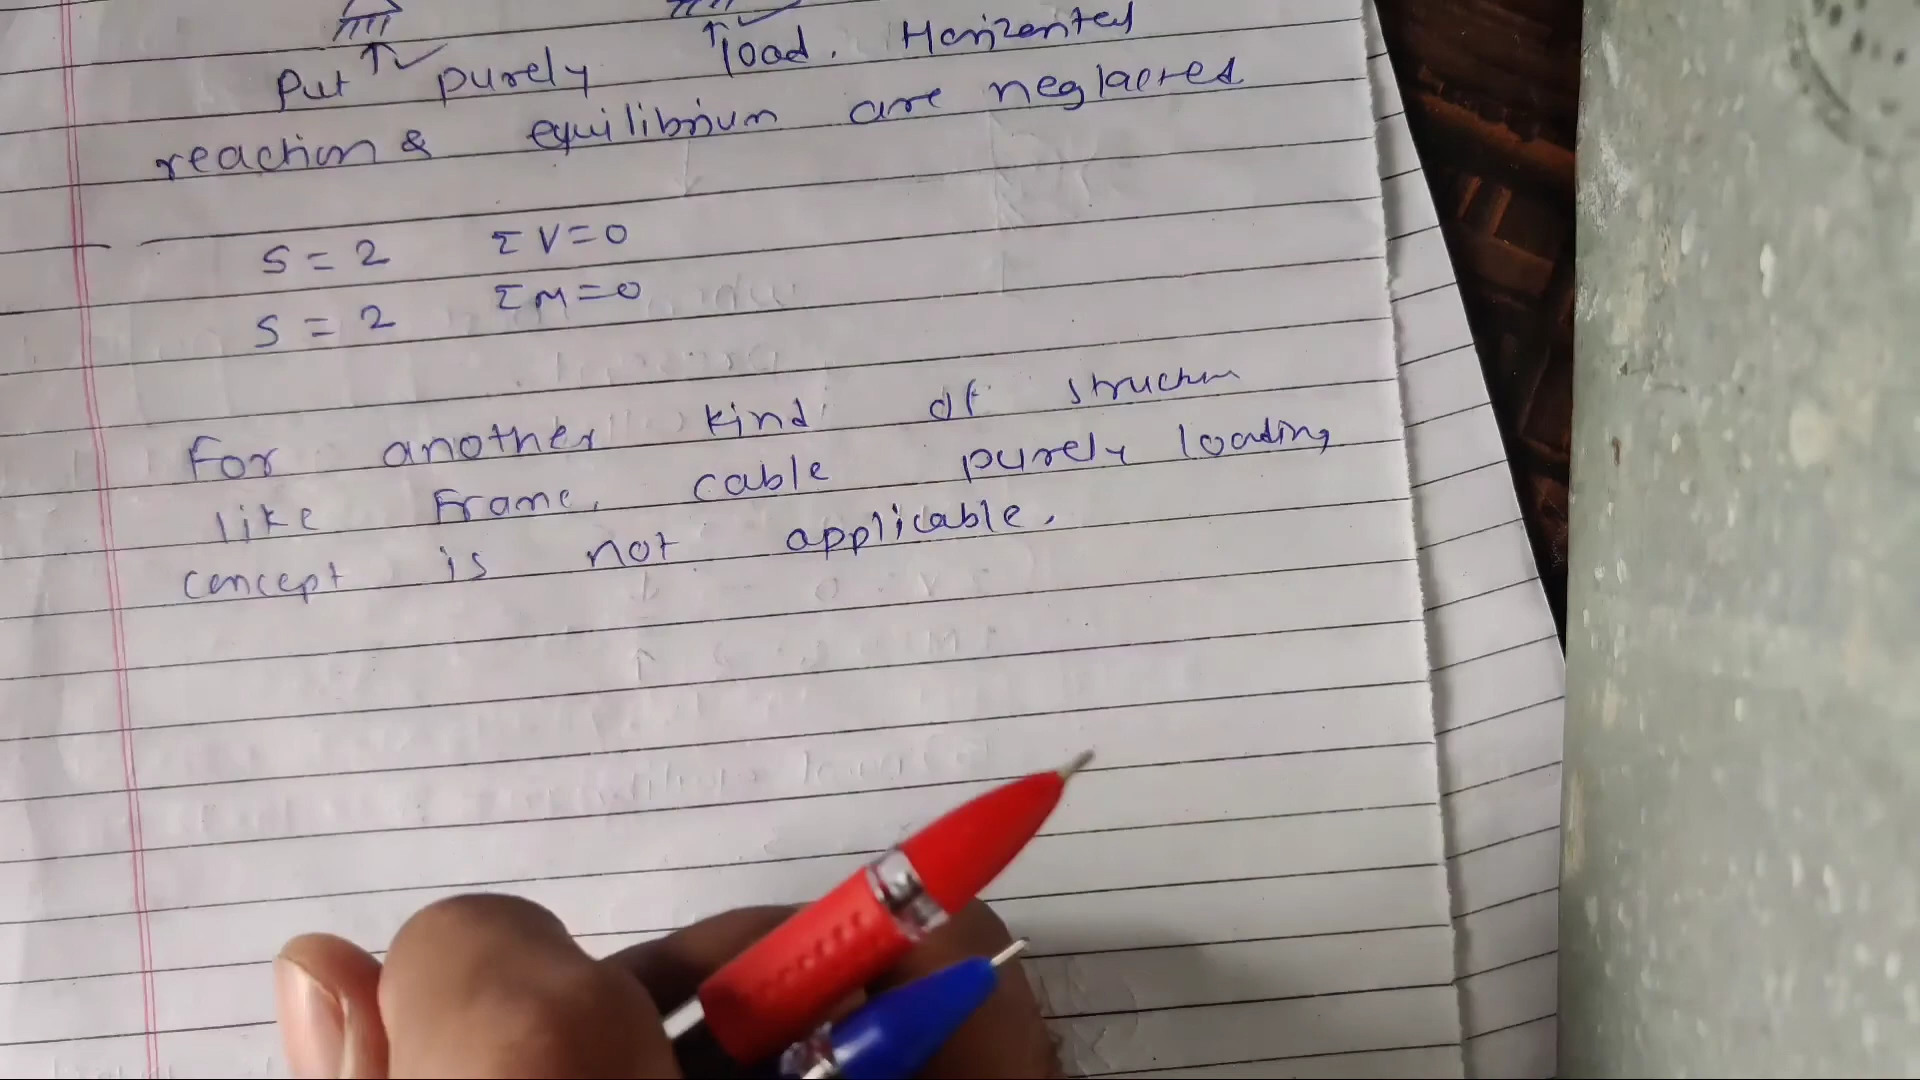 Put purely load. Horizontal
reaction & equilibrium are neglacted
S = 2 ΣV=0
S = 2 ΣM=0
For another kind of structure
like Frame, cable purely loading
concept is not applicable.